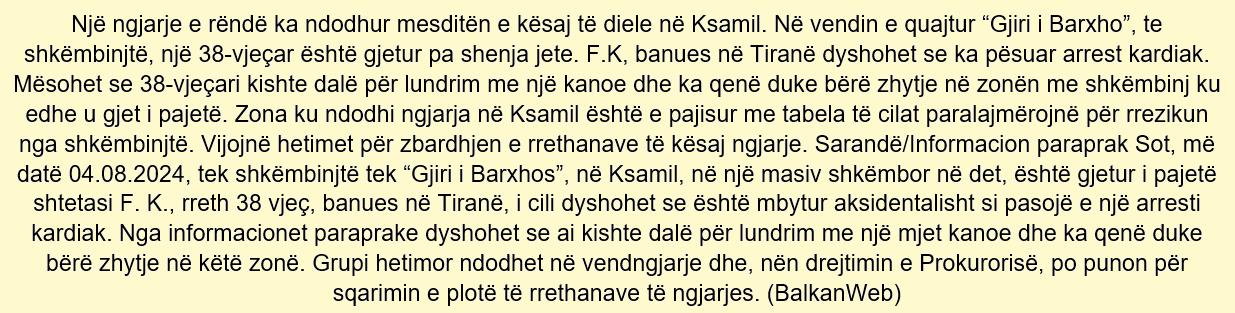 Një ngjarje e rëndë ka ndodhur mesditën e kësaj të diele në Ksamil. Në vendin e quajtur “Gjiri i Barxho”, te
shkëmbinjtë, një 38-vjeçar është gjetur pa shenja jete. F.K, banues në Tiranë dyshohet se ka pësuar arrest kardiak.
Mësohet se 38-vjeçari kishte dalë për lundrim me një kanoe dhe ka qenë duke bërë zhytje në zonën me shkëmbinj ku
edhe u gjet i pajetë. Zona ku ndodhi ngjarja në Ksamil është e pajisur me tabela të cilat paralajmërojnë për rrezikun
nga shkëmbinjtë. Vijojnë hetimet për zbardhjen e rrethanave të kësaj ngjarje. Sarandë/Informacion paraprak Sot, më
datë 04.08.2024, tek shkëmbinjtë tek “Gjiri i Barxhos”, në Ksamil, në një masiv shkëmbor në det, është gjetur i pajetë
shtetasi F. K., rreth 38 vjeç, banues në Tiranë, i cili dyshohet se është mbytur aksidentalisht si pasojë e një arresti
kardiak. Nga informacionet paraprake dyshohet se ai kishte dalë për lundrim me një mjet kanoe dhe ka qenë duke
bërë zhytje në këtë zonë. Grupi hetimor ndodhet në vendngjarje dhe, nën drejtimin e Prokurorisë, po punon për
sqarimin e plotë të rrethanave të ngjarjes. (BalkanWeb)